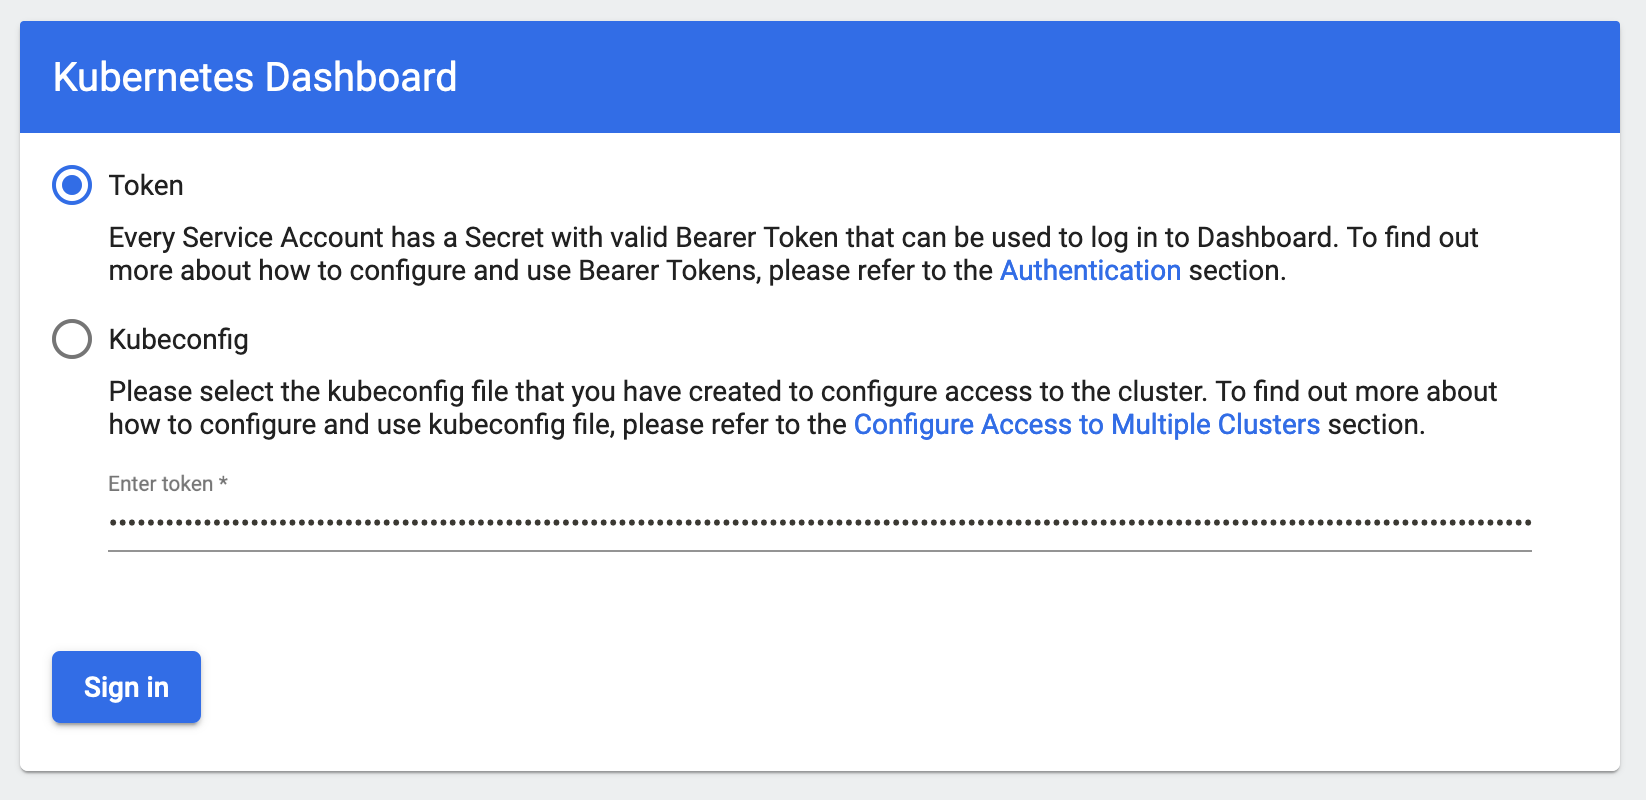 Kubernetes Dashboard
Token
Every Service Account has a Secret with valid Bearer Token that can be used to log in to Dashboard. To find out
more about how to configure and use Bearer Tokens, please refer to the Authentication section.
Kubeconfig
Please select the kubeconfig file that you have created to configure access to the cluster. To find out more about
how to configure and use kubeconfig file, please refer to the Configure Access to Multiple Clusters section.
Enter token *
Sign in